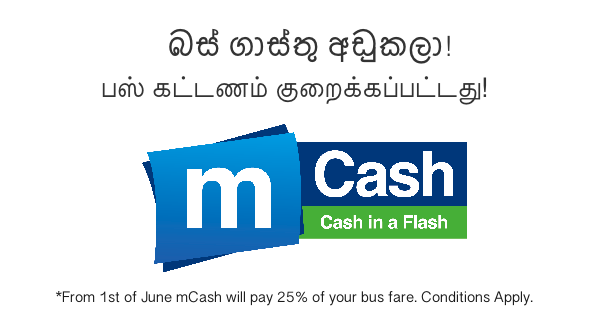 බස් ගාස්තු අඩුකලා!
பஸ் கட்டணம் குறைக்கப்பட்டது!
m Cash
Cash in a Flash
*From 1st of June mCash will pay 25% of your bus fare. Conditions Apply.